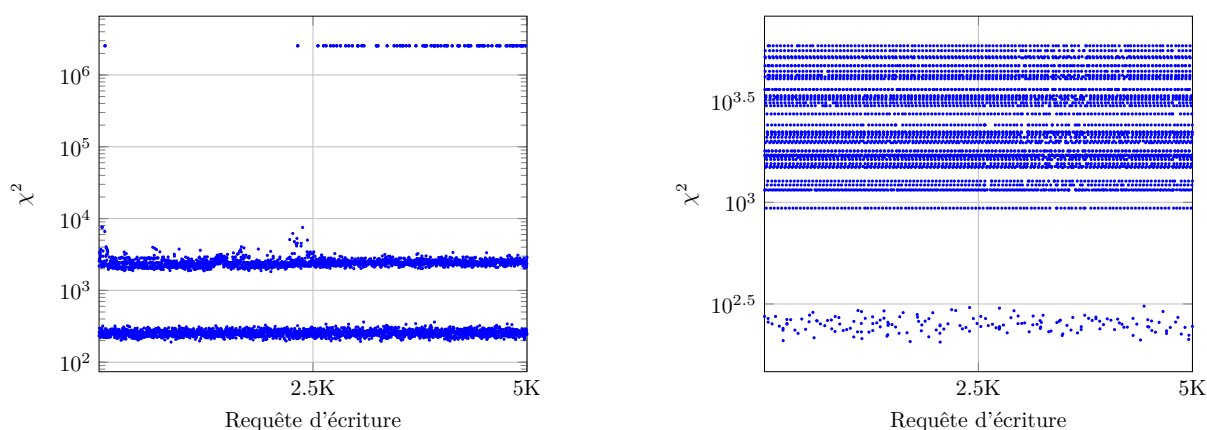 10^6
10^5
10^4
10^3
10^2
χ^2
2.5K
5K
Requête d'écriture
10^3.5
10^3
10^2.5
χ^2
2.5K
5K
Requête d'écriture